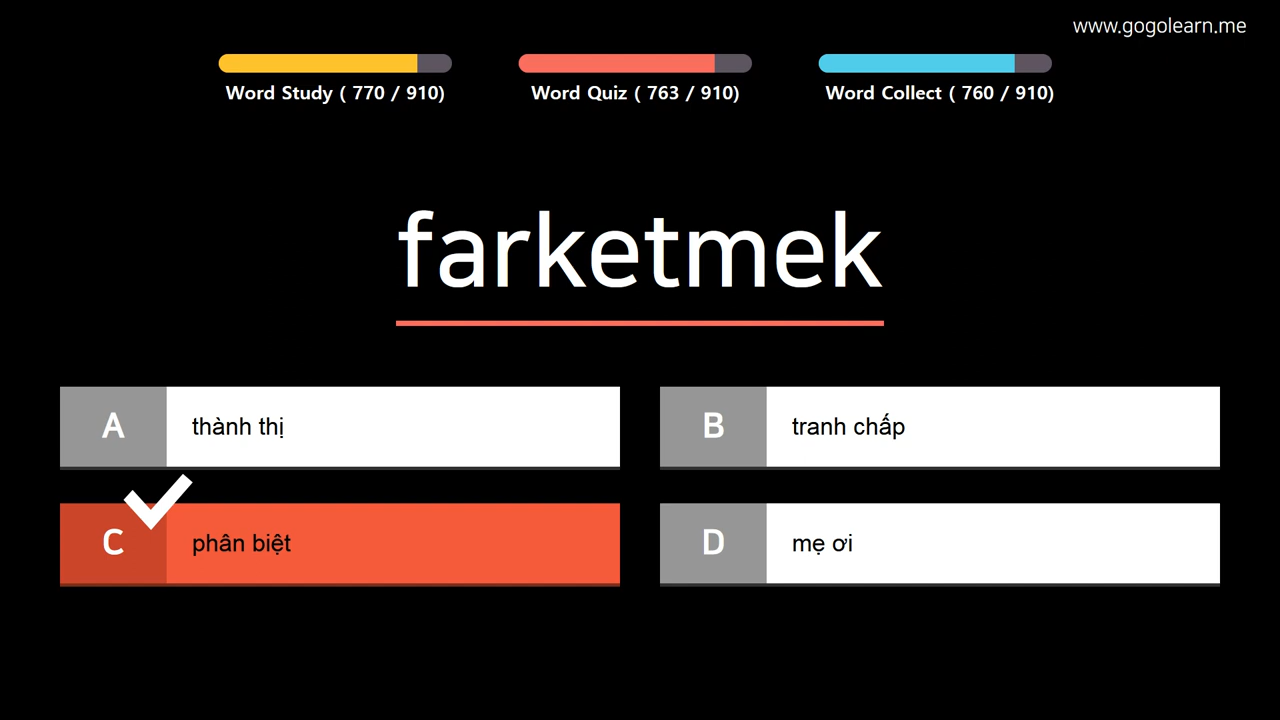 www.gogolearn.me
Word Study ( 770 / 910)
Word Quiz ( 763 / 910)
Word Collect ( 760 / 910)
farketmek
A thành thị
B tranh chấp
C phân biệt
D mẹ ơi